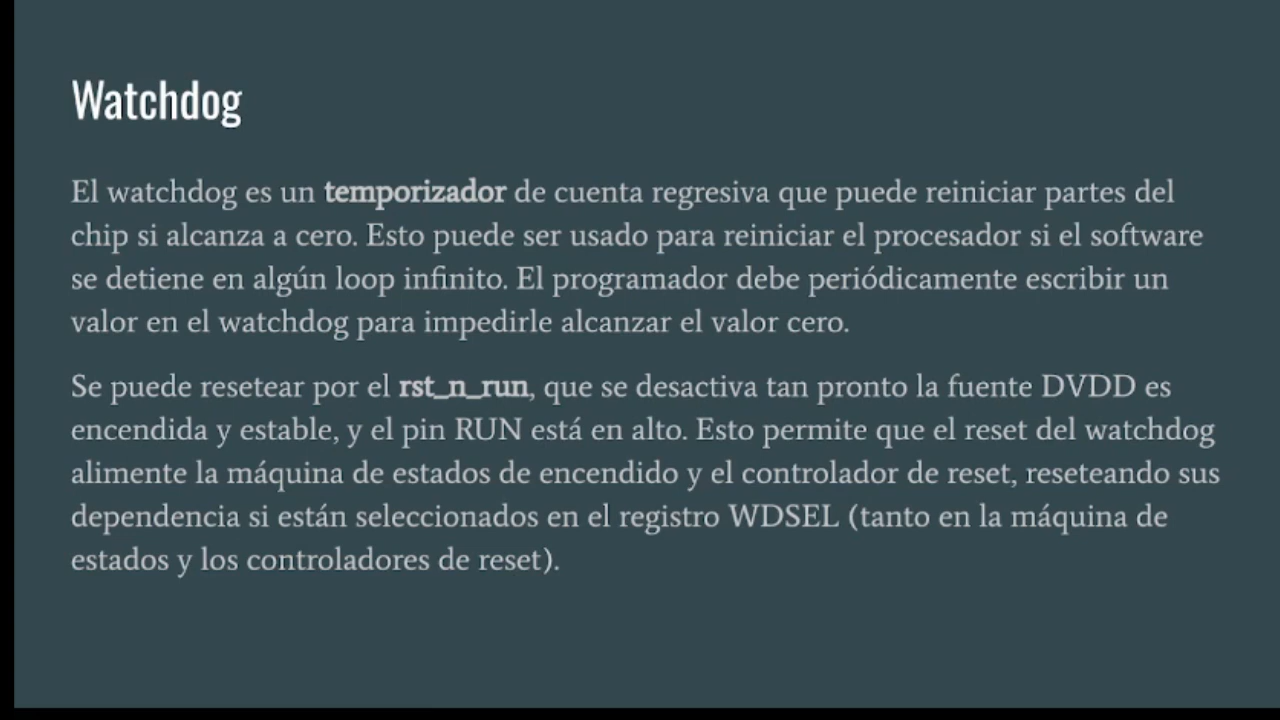 Watchdog
El watchdog es un temporizador de cuenta regresiva que puede reiniciar partes del
chip si alcanza a cero. Esto puede ser usado para reiniciar el procesador si el software
se detiene en algún loop infinito. El programador debe periódicamente escribir un
valor en el watchdog para impedirle alcanzar el valor cero.
Se puede resetear por el rst_n_run, que se desactiva tan pronto la fuente DVDD es
encendida y estable, y el pin RUN está en alto. Esto permite que el reset del watchdog
alimente la máquina de estados de encendido y el controlador de reset, reseteando sus
dependencia si están seleccionados en el registro WDSEL (tanto en la máquina de
estados y los controladores de reset).